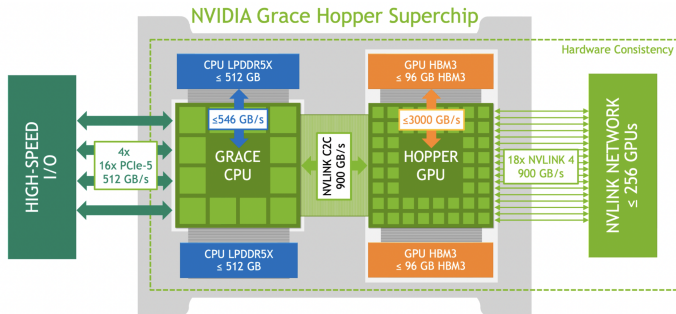 NVIDIA Grace Hopper Superchip
Hardware Consistency
CPU LPDDR5X
≤ 512 GB
GPU HBM3
≤ 96 GB HBM3
≤546 GB/s
≤3000 GB/s
HIGH-SPEED
I/O
4x
16x PCIe-5
512 GB/s
GRACE
CPU
NVLINK C2C
900 GB/s
HOPPER
GPU
18x NVLINK 4
900 GB/s
NVLINK NETWORK
≤ 256 GPUs
CPU LPDDR5X
≤ 512 GB
GPU HBM3
≤ 96 GB HBM3